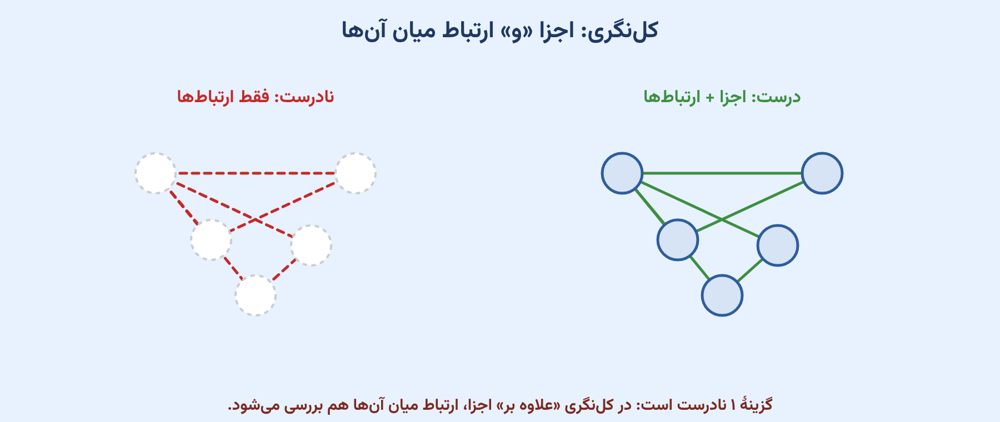 کل‌نگری: اجزا «و» ارتباط میان آن‌ها
درست: اجزا + ارتباط‌ها
نادرست: فقط ارتباط‌ها
گزینهٔ ۱ نادرست است: در کل‌نگری «علاوه بر» اجزا، ارتباط میان آن‌ها هم بررسی می‌شود.